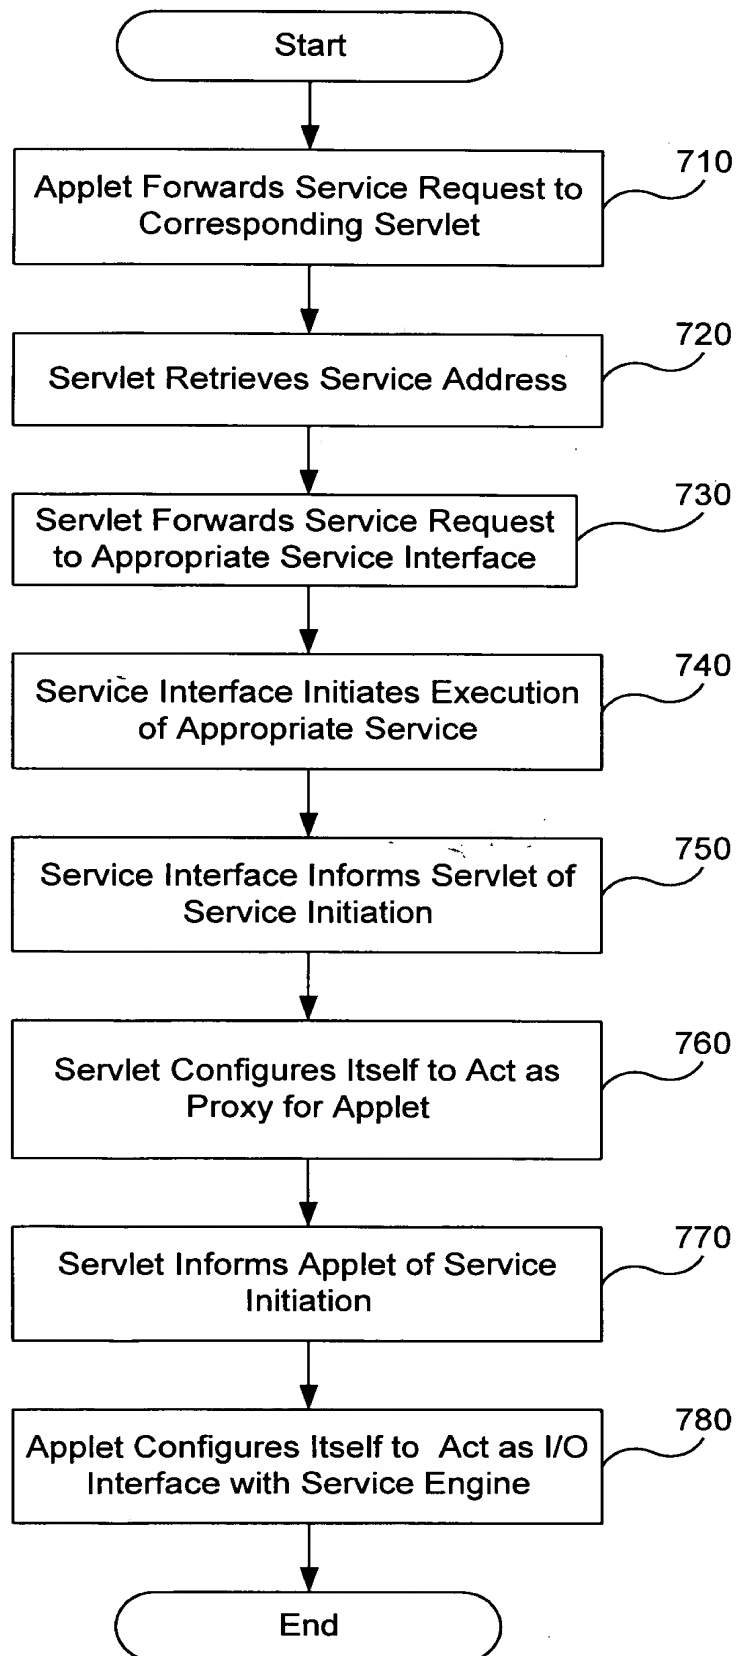 Start
710
Applet Forwards Service Request to
Corresponding Servlet
720
Servlet Retrieves Service Address
730
Servlet Forwards Service Request
to Appropriate Service Interface
740
Service Interface Initiates Execution
of Appropriate Service
750
Service Interface Informs Servlet of
Service Initiation
760
Servlet Configures Itself to Act as
Proxy for Applet
770
Servlet Informs Applet of Service
Initiation
780
Applet Configures Itself to Act as I/O
Interface with Service Engine
End